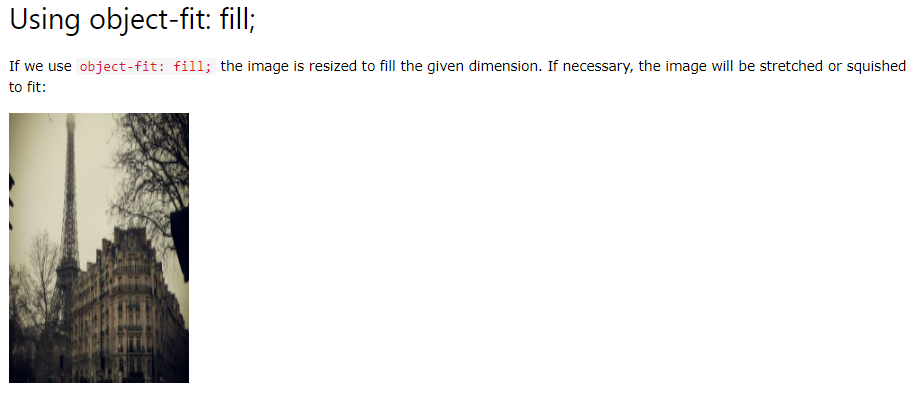 Using object-fit: fill;
If we use object-fit: fill; the image is resized to fill the given dimension. If necessary, the image will be stretched or squished
to fit: